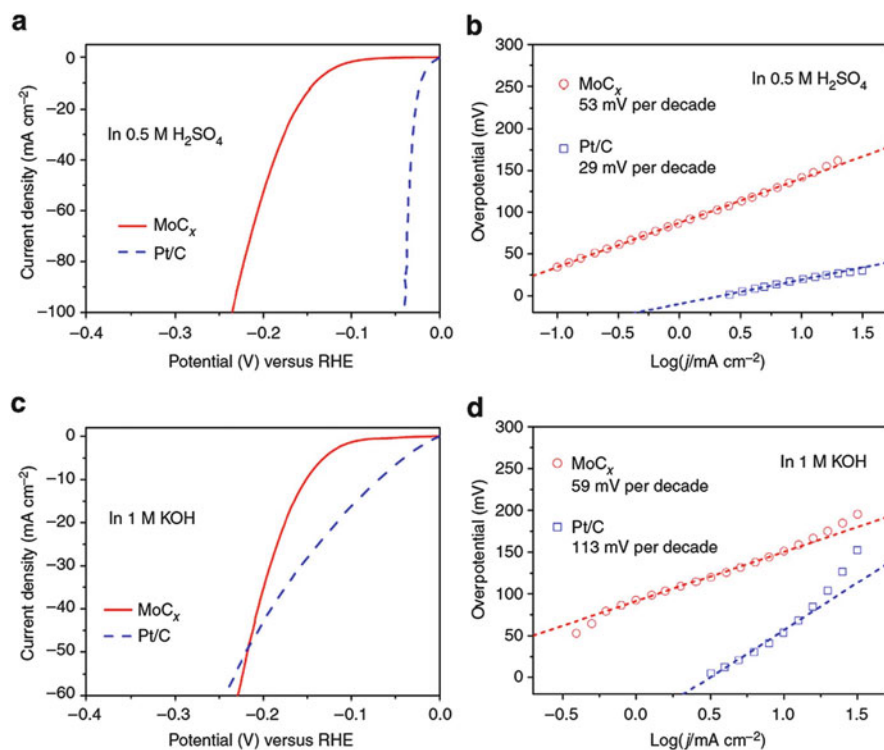 a
Current density (mA cm⁻²)
0
−20
−40
−60
−80
−100
In 0.5 M H₂SO₄
MoCₓ
Pt/C
−0.4
−0.3
−0.2
−0.1
0.0
Potential (V) versus RHE
b
Overpotential (mV)
300
250
200
150
100
50
0
MoCₓ
53 mV per decade
Pt/C
29 mV per decade
In 0.5 M H₂SO₄
−1.0
−0.5
0.0
0.5
1.0
1.5
Log(j/mA cm⁻²)
c
Current density (mA cm⁻²)
0
−10
−20
−30
−40
−50
−60
In 1 M KOH
MoCₓ
Pt/C
−0.4
−0.3
−0.2
−0.1
0.0
Potential (V) versus RHE
d
Overpotential (mV)
300
250
200
150
100
50
0
MoCₓ
59 mV per decade
Pt/C
113 mV per decade
In 1 M KOH
−0.5
0.0
0.5
1.0
1.5
Log(j/mA cm⁻²)